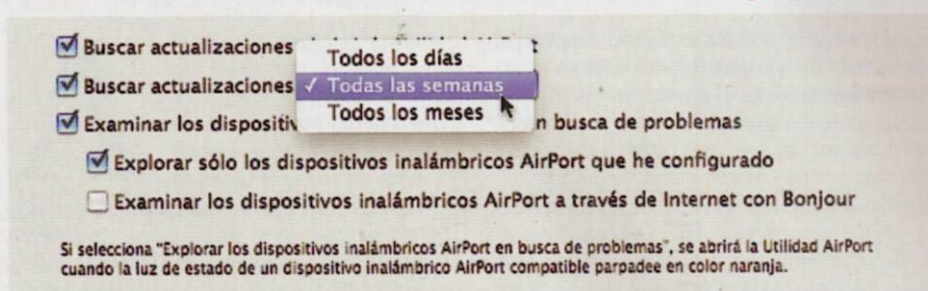 Buscar actualizaciones
Todos los días
Buscar actualizaciones ✓ Todas las semanas
Todos los meses
Examinar los dispositiv n busca de problemas
Explorar sólo los dispositivos inalámbricos AirPort que he configurado
Examinar los dispositivos inalámbricos AirPort a través de Internet con Bonjour
Si selecciona "Explorar los dispositivos inalámbricos AirPort en busca de problemas", se abrirá la Utilidad AirPort
cuando la luz de estado de un dispositivo inalámbrico AirPort compatible parpadee en color naranja.